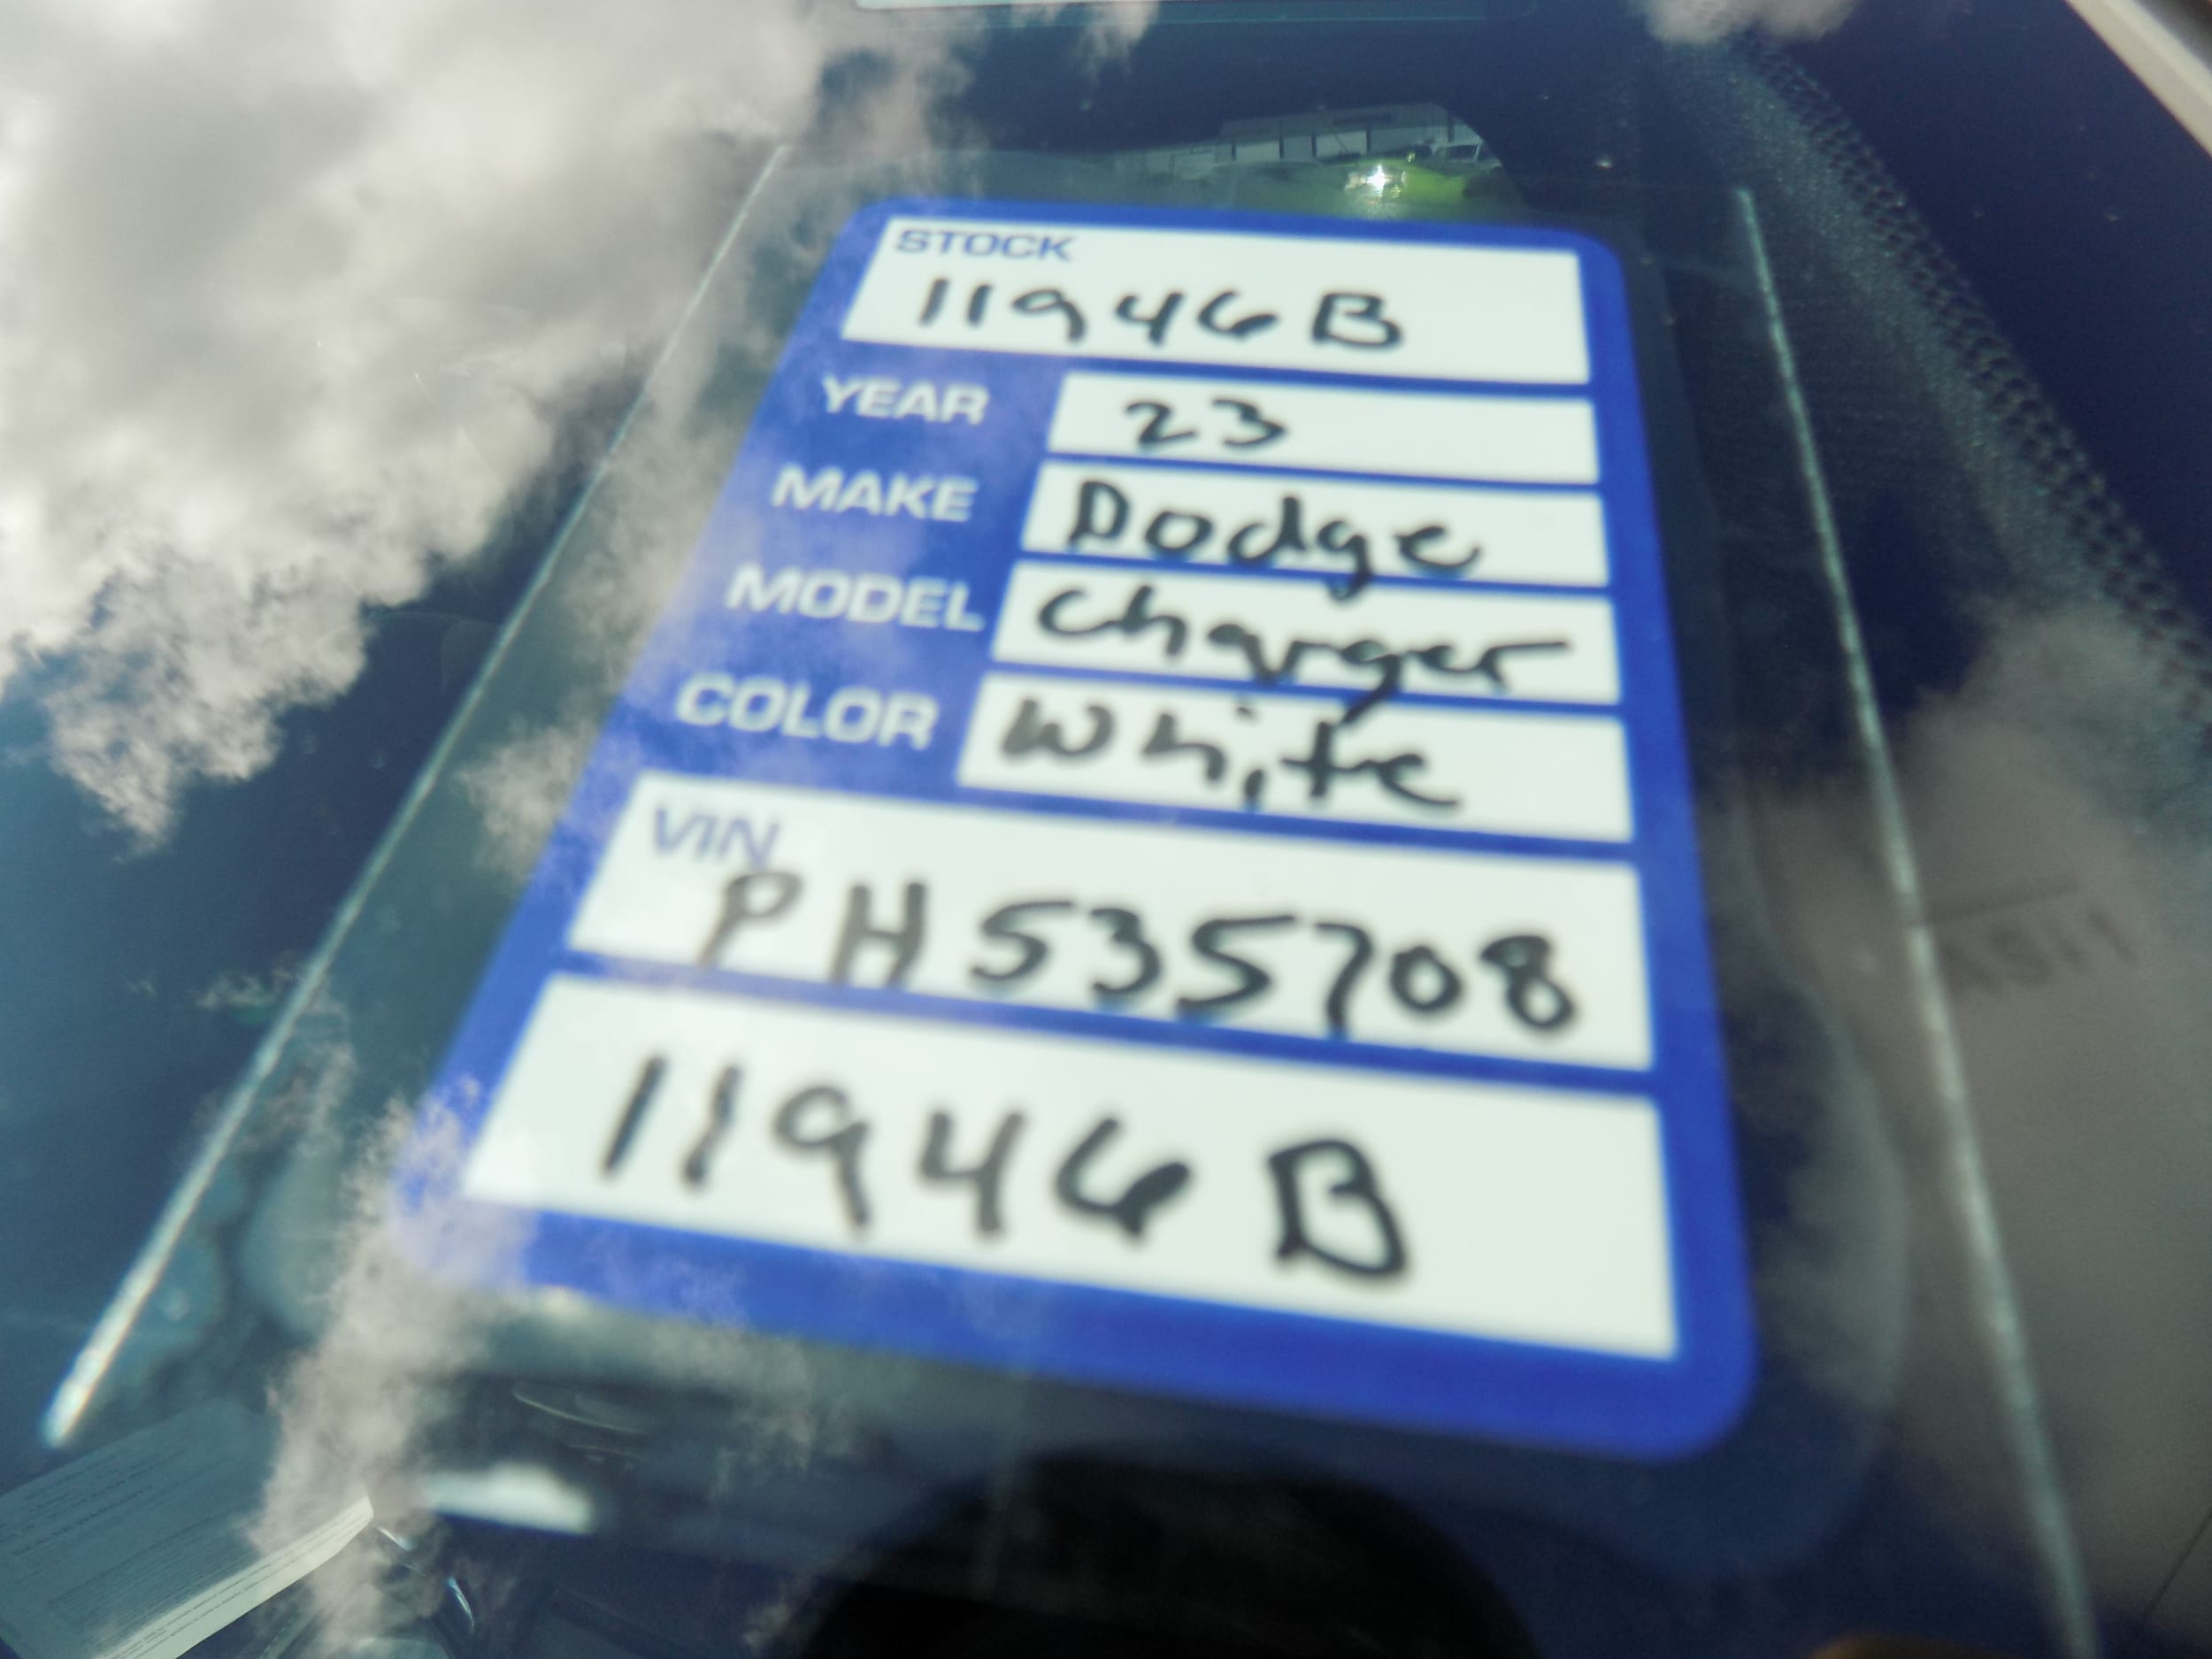 STOCK
11946B
YEAR 23
MAKE Dodge
MODEL Charger
COLOR White
VIN
PH535708
11946B